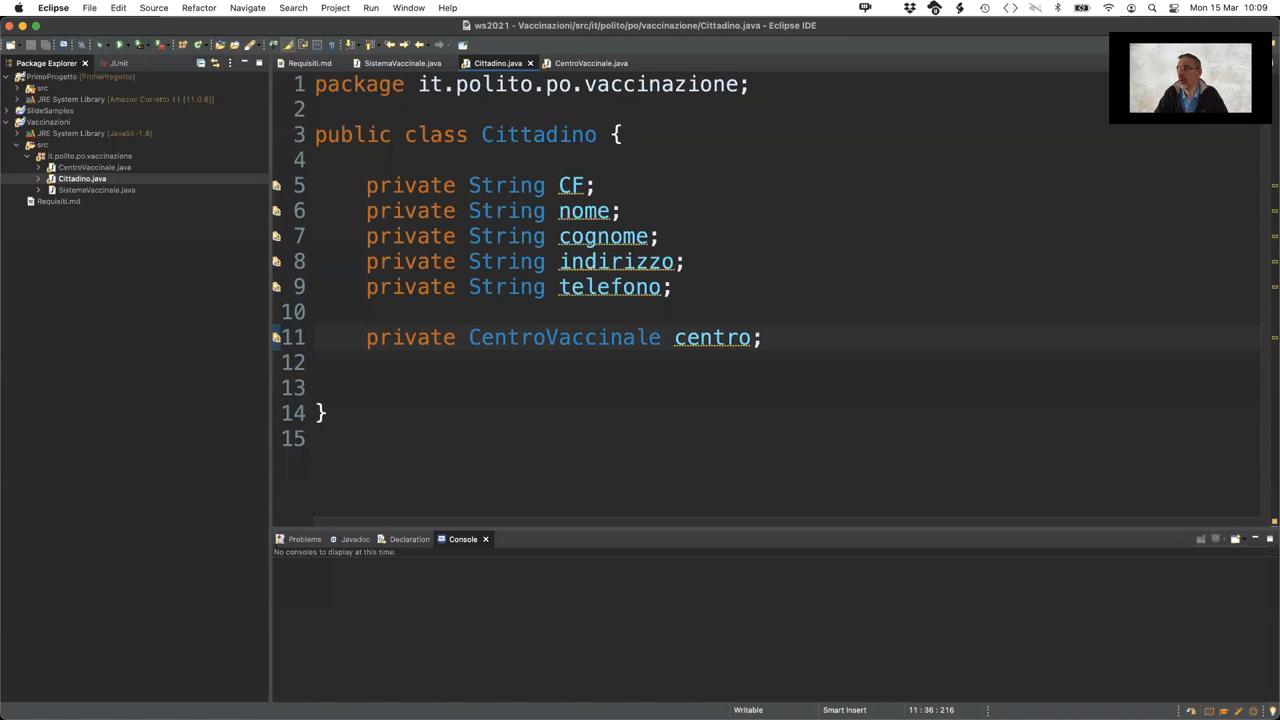 Eclipse File Edit Source Refactor Navigate Search Project Run Window Help Mon 15 Mar 10:09
ws2021 - Vaccinazioni/src/it/polito/po/vaccinazione/Cittadino.java - Eclipse IDE
Package Explorer JUnit
PrimoProgetto [PrimoProgetto]
src
JRE System Library [Amazon Corretto 11 [11.0.6]]
SlideSamples
Vaccinazioni
JRE System Library [JavaSE-1.8]
src
it.polito.po.vaccinazione
CentroVaccinale.java
Cittadino.java
SistemaVaccinale.java
Requisiti.md
Requisiti.md SistemaVaccinale.java Cittadino.java CentroVaccinale.java
1 package it.polito.po.vaccinazione;
2
3 public class Cittadino {
4
5 private String CF;
6 private String nome;
7 private String cognome;
8 private String indirizzo;
9 private String telefono;
10
11 private CentroVaccinale centro;
12
13
14 }
15
Problems Javadoc Declaration Console
No consoles to display at this time.
Writable Smart Insert 11 : 36 : 216